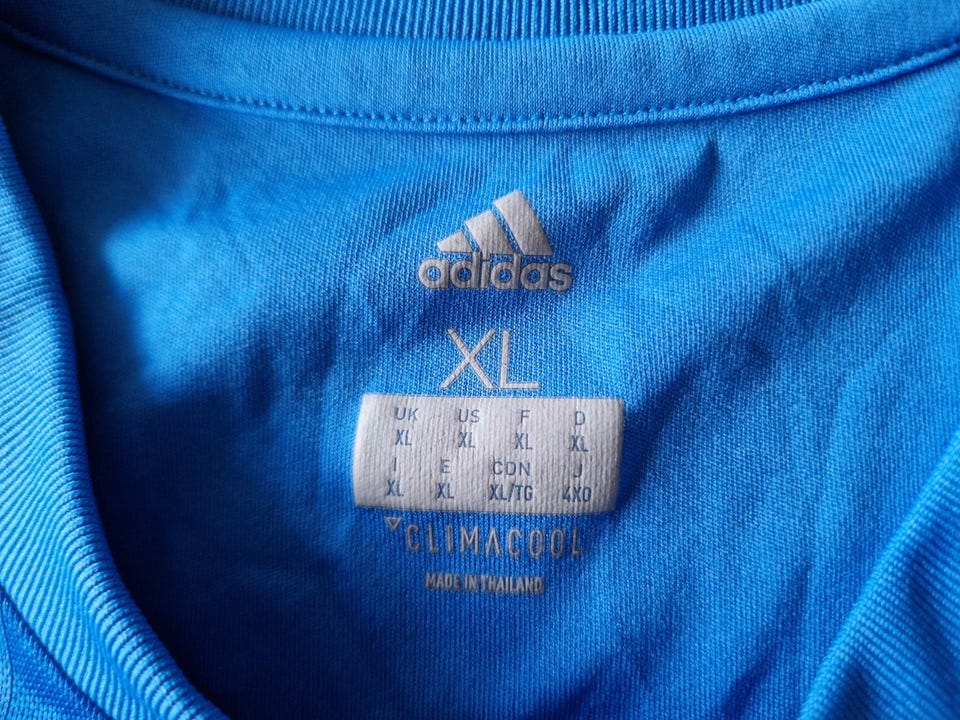 adidas
XL
UK US F D
XL XL XL XL
I E CDN J
XL XL XL/TG 4XO
CLIMACOOL
MADE IN THAILAND